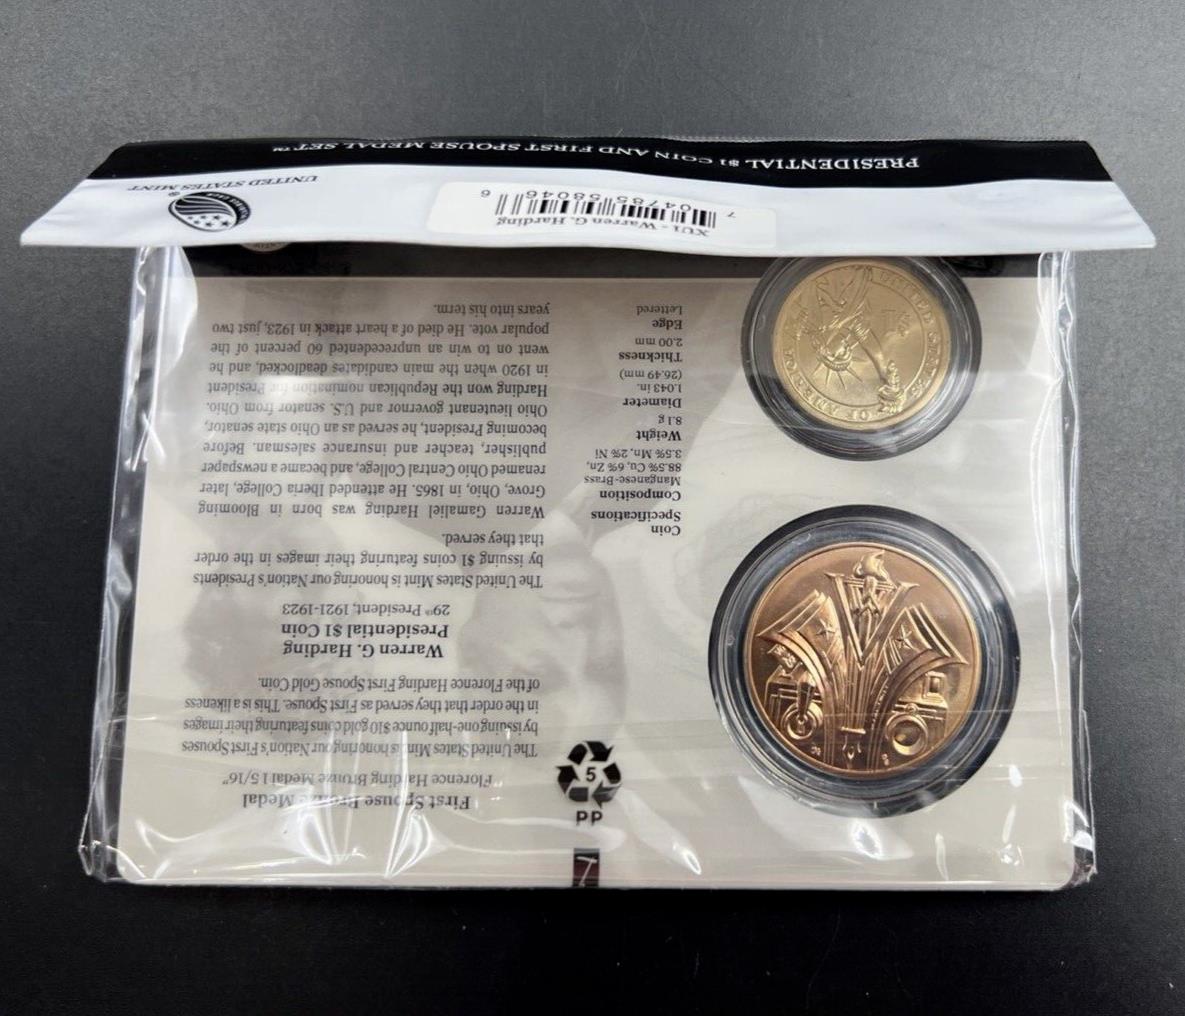 First Spouse Bronze Medal
Florence Harding Bronze Medal 1 5/16"
The United States Mint is honoring our Nation's First Spouses
by issuing one-half ounce $10 gold coins featuring their images
in the order that they served as First Spouse. This is a likeness
of the Florence Harding First Spouse Gold Coin.
Warren G. Harding
Presidential $1 Coin
29th President, 1921-1923
The United States Mint is honoring our Nation's Presidents
by issuing $1 coins featuring their images in the order
that they served.
Warren Gamaliel Harding was born in Blooming
Grove, Ohio, in 1865. He attended Iberia College, later
renamed Ohio Central College, and became a newspaper
publisher, teacher and insurance salesman. Before
becoming President, he served as an Ohio state senator,
Ohio lieutenant governor and U.S. senator from Ohio.
Harding won the Republican nomination for President
in 1920 when the main candidates deadlocked, and he
went on to win an unprecedented 60 percent of the
popular vote. He died of a heart attack in 1923, just two
years into his term.
Coin
Specifications
Composition
Manganese-Brass
88.5% Cu, 6% Zn,
3.5% Mn, 2% Ni
Weight
8.1 g
Diameter
1.043 in.
(26.49 mm)
Thickness
2.00 mm
Edge
Lettered
5
PP
UNITED STATES OF AMERICA
$1
XU1 - Warren G. Harding
7 04785 58046 6
UNITED STATES MINT®
PRESIDENTIAL $1 COIN AND FIRST SPOUSE MEDAL SET™